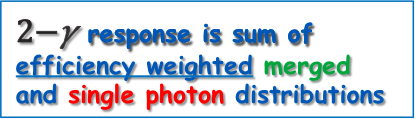 2−γ response is sum of
efficiency weighted merged
and single photon distributions